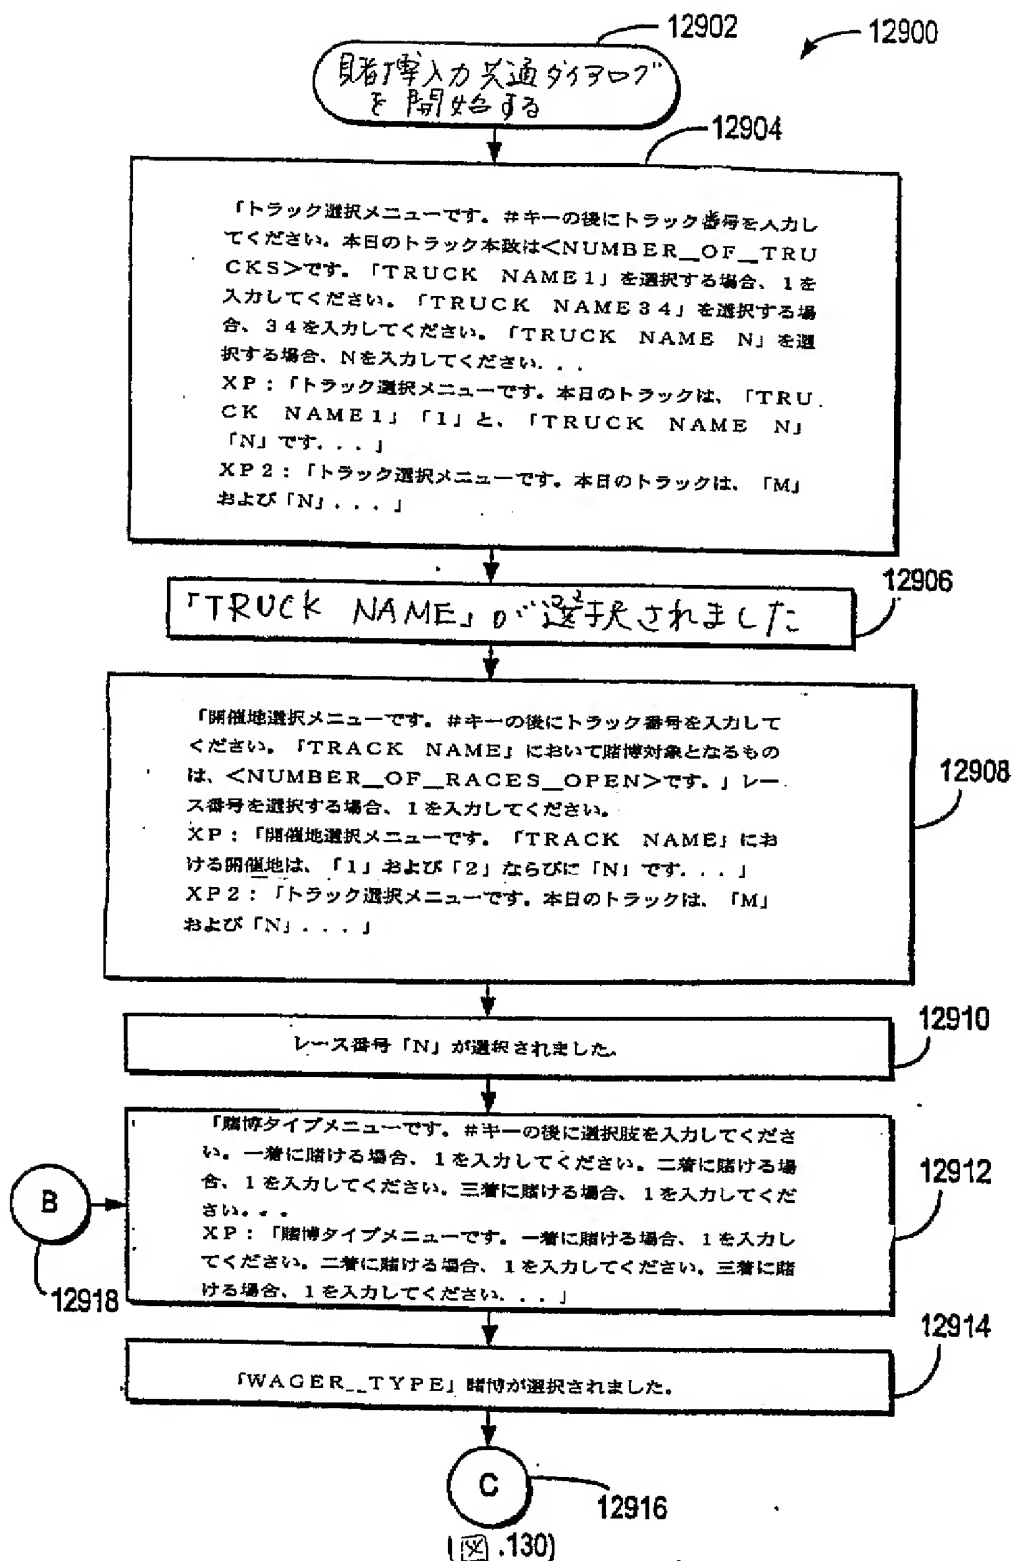 12902
12900
賭博入力共通ダイアログ
を開始する
12904
「トラック選択メニューです。#キーの後にトラック番号を入力し
てください。本日のトラック本数は<NUMBER__OF__TRU
CKS>です。「TRUCK NAME1」を選択する場合、1を
入力してください。「TRUCK NAME34」を選択する場
合、34を入力してください。「TRUCK NAME N」を選
択する場合、Nを入力してください...
XP:「トラック選択メニューです。本日のトラックは、「TRU
CK NAME1」「1」と、「TRUCK NAME N」
「N」です...」
XP2:「トラック選択メニューです。本日のトラックは、「M」
および「N」...」
12906
「TRUCK NAME」が選択されました
12908
「開催地選択メニューです。#キーの後にトラック番号を入力して
ください。「TRACK NAME」において賭博対象となるもの
は、<NUMBER__OF__RACES__OPEN>です。」レー
ス番号を選択する場合、1を入力してください。
XP:「開催地選択メニューです。「TRACK NAME」にお
ける開催地は、「1」および「2」ならびに「N」です...」
XP2:「トラック選択メニューです。本日のトラックは、「M」
および「N」...」
12910
レース番号「N」が選択されました。
12912
「賭博タイプメニューです。#キーの後に選択肢を入力してくださ
い。一着に賭ける場合、1を入力してください。二着に賭ける場
合、1を入力してください。三着に賭ける場合、1を入力してくだ
さい...
XP:「賭博タイプメニューです。一着に賭ける場合、1を入力し
てください。二着に賭ける場合、1を入力してください。三着に賭
ける場合、1を入力してください...」
B
12918
12914
「WAGER__TYPE」賭博が選択されました。
C
12916
(図.130)